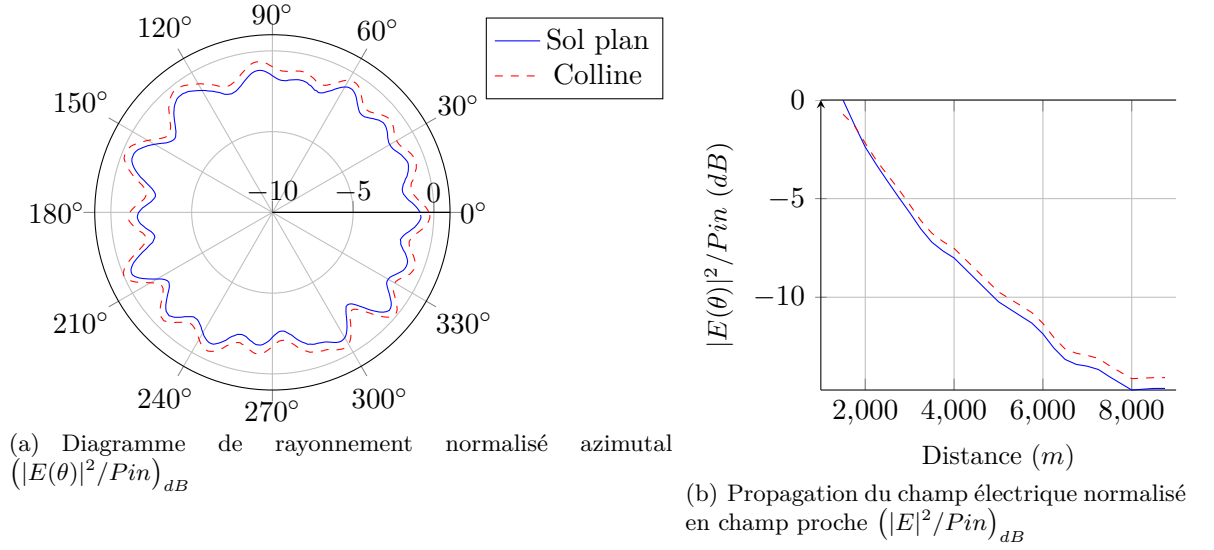 90°
120°
60°
150°
30°
180°
−10
−5
0
0°
210°
330°
240°
300°
270°
Sol plan
Colline
(a) Diagramme de rayonnement normalisé azimutal
(|E(θ)|²/Pin)_dB
0
−5
−10
|E(θ)|²/Pin (dB)
2,000
4,000
6,000
8,000
Distance (m)
(b) Propagation du champ électrique normalisé
en champ proche (|E|²/Pin)_dB